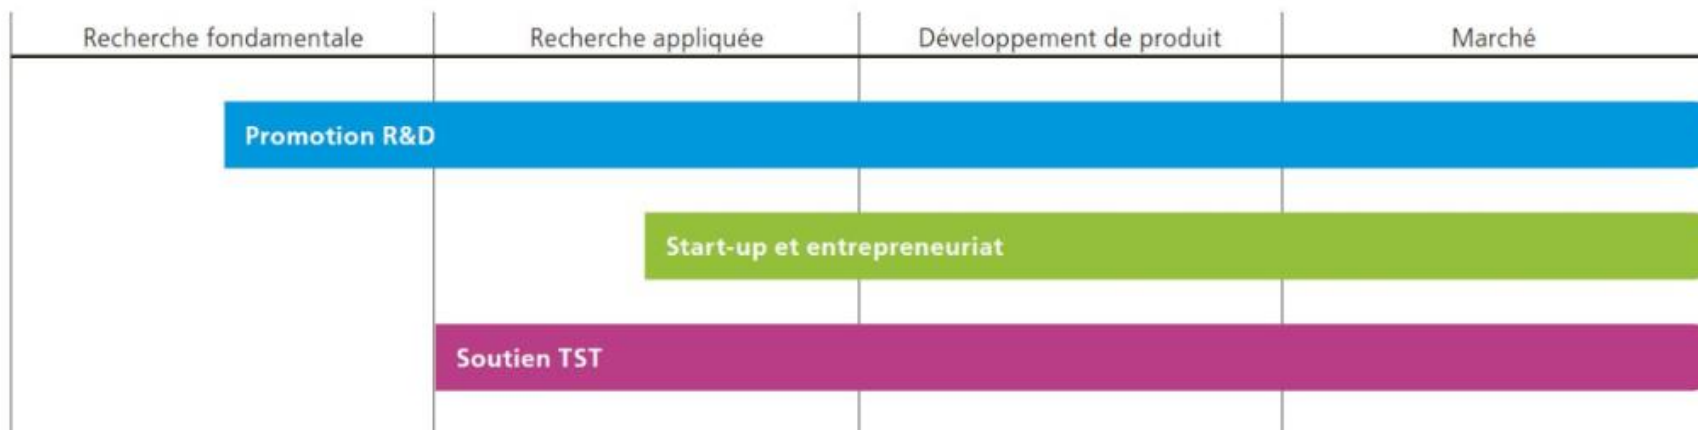 Recherche fondamentale
Recherche appliquée
Développement de produit
Marché
Promotion R&D
Start-up et entrepreneuriat
Soutien TST